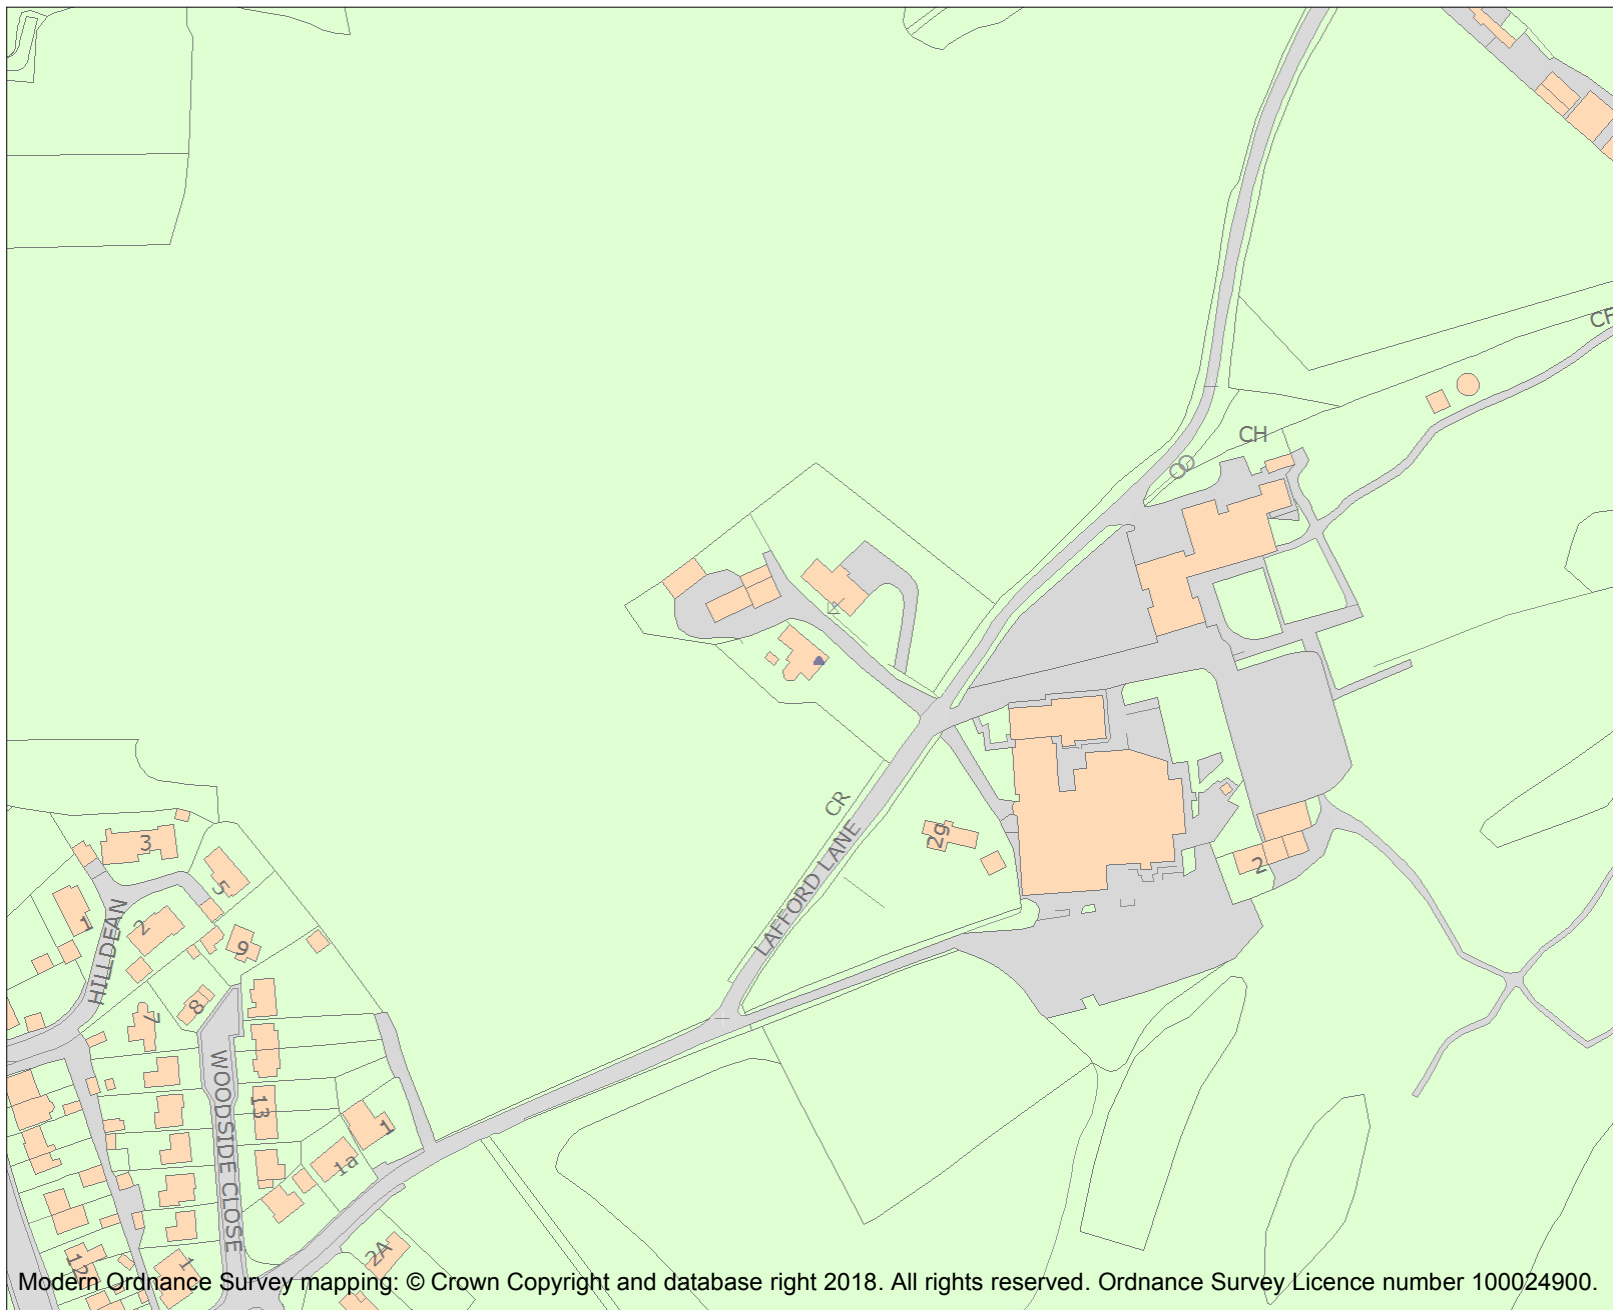 CF
CH
CR
LAFFORD LANE
29
2
3
5
1
2
9
HILLDEAN
8
7
WOODSIDE CLOSE
13
1
1a
2A
12
1
Modern Ordnance Survey mapping: © Crown Copyright and database right 2018. All rights reserved. Ordnance Survey Licence number 100024900.